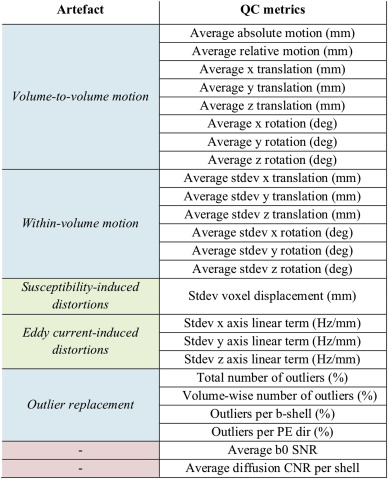 Artefact QC metrics
Volume-to-volume motion
Average absolute motion (mm)
Average relative motion (mm)
Average x translation (mm)
Average y translation (mm)
Average z translation (mm)
Average x rotation (deg)
Average y rotation (deg)
Average z rotation (deg)
Within-volume motion
Average stdev x translation (mm)
Average stdev y translation (mm)
Average stdev z translation (mm)
Average stdev x rotation (deg)
Average stdev y rotation (deg)
Average stdev z rotation (deg)
Susceptibility-induced
distortions
Stdev voxel displacement (mm)
Eddy current-induced
distortions
Stdev x axis linear term (Hz/mm)
Stdev y axis linear term (Hz/mm)
Stdev z axis linear term (Hz/mm)
Outlier replacement
Total number of outliers (%)
Volume-wise number of outliers (%)
Outliers per b-shell (%)
Outliers per PE dir (%)
- Average b0 SNR
- Average diffusion CNR per shell